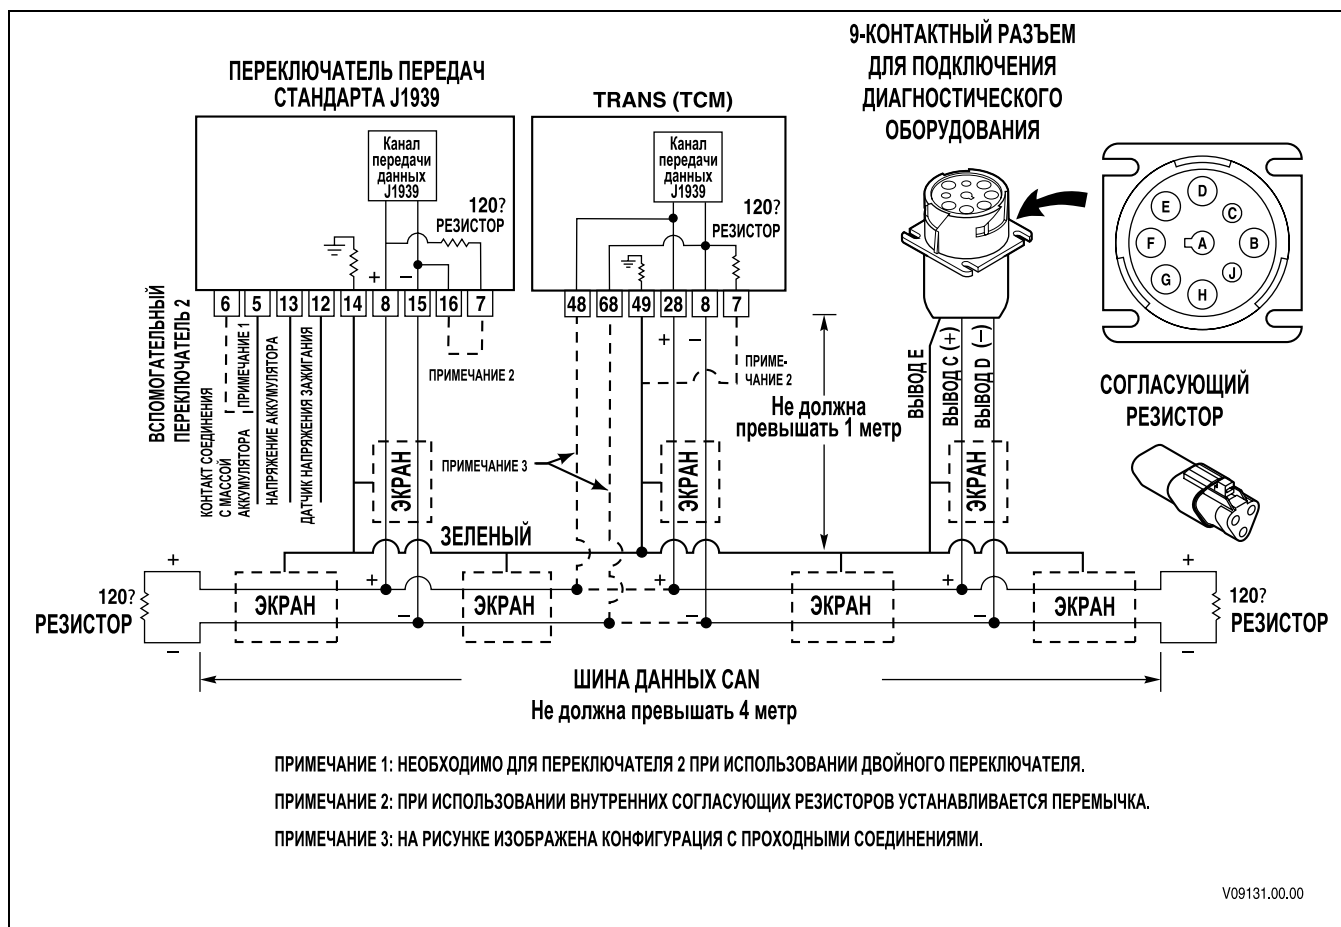 9-КОНТАКТНЫЙ РАЗЪЕМ
ДЛЯ ПОДКЛЮЧЕНИЯ
ДИАГНОСТИЧЕСКОГО
ОБОРУДОВАНИЯ
ПЕРЕКЛЮЧАТЕЛЬ ПЕРЕДАЧ
СТАНДАРТА J1939
TRANS (TCM)
Канал
передачи
данных
J1939
120?
РЕЗИСТОР
+
–
Канал
передачи
данных
J1939
120?
РЕЗИСТОР
D
E
C
F
A
B
G
J
H
6
5
13
12
14
8
15
16
7
48
68
49
28
8
7
ВСПОМОГАТЕЛЬНЫЙ
ПЕРЕКЛЮЧАТЕЛЬ 2
КОНТАКТ СОЕДИНЕНИЯ
С МАССОЙ
АККУМУЛЯТОРА
ПРИМЕЧАНИЕ 1
НАПРЯЖЕНИЕ АККУМУЛЯТОРА
ДАТЧИК НАПРЯЖЕНИЯ ЗАЖИГАНИЯ
ПРИМЕЧАНИЕ 2
+
–
ПРИМЕ-
ЧАНИЕ 2
Не должна
превышать 1 метр
ВЫВОД E
ВЫВОД C (+)
ВЫВОД D (–)
СОГЛАСУЮЩИЙ
РЕЗИСТОР
ПРИМЕЧАНИЕ 3
ЭКРАН
ЭКРАН
ЭКРАН
ЗЕЛЕНЫЙ
+
120?
РЕЗИСТОР
–
ЭКРАН
+
–
ЭКРАН
+
–
ЭКРАН
+
–
ЭКРАН
+
120?
РЕЗИСТОР
–
ШИНА ДАННЫХ CAN
Не должна превышать 4 метр
ПРИМЕЧАНИЕ 1: НЕОБХОДИМО ДЛЯ ПЕРЕКЛЮЧАТЕЛЯ 2 ПРИ ИСПОЛЬЗОВАНИИ ДВОЙНОГО ПЕРЕКЛЮЧАТЕЛЯ.
ПРИМЕЧАНИЕ 2: ПРИ ИСПОЛЬЗОВАНИИ ВНУТРЕННИХ СОГЛАСУЮЩИХ РЕЗИСТОРОВ УСТАНАВЛИВАЕТСЯ ПЕРЕМЫЧКА.
ПРИМЕЧАНИЕ 3: НА РИСУНКЕ ИЗОБРАЖЕНА КОНФИГУРАЦИЯ С ПРОХОДНЫМИ СОЕДИНЕНИЯМИ.
V09131.00.00